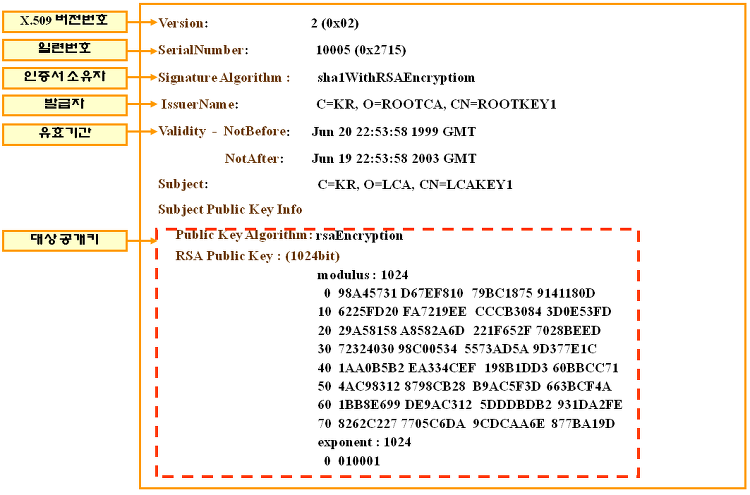 X.509 버전번호 Version: 2 (0x02)
일련번호 SerialNumber: 10005 (0x2715)
인증서 소유자 Signature Algorithm : sha1WithRSAEncryptiom
발급자 IssuerName: C=KR, O=ROOTCA, CN=ROOTKEY1
유효기간 Validity - NotBefore: Jun 20 22:53:58 1999 GMT
NotAfter: Jun 19 22:53:58 2003 GMT
Subject: C=KR, O=LCA, CN=LCAKEY1
Subject Public Key Info
대상 공개키 Public Key Algorithm: rsaEncryption
RSA Public Key : (1024bit)
modulus : 1024
0 98A45731 D67EF810 79BC1875 9141180D
10 6225FD20 FA7219EE CCCB3084 3D0E53FD
20 29A58158 A8582A6D 221F652F 7028BEED
30 72324030 98C00534 5573AD5A 9D377E1C
40 1AA0B5B2 EA334CEF 198B1DD3 60BBCC71
50 4AC98312 8798CB28 B9AC5F3D 663BCF4A
60 1BB8E699 DE9AC312 5DDDBDB2 931DA2FE
70 8262C227 7705C6DA 9CDCAA6E 877BA19D
exponent : 1024
0 010001